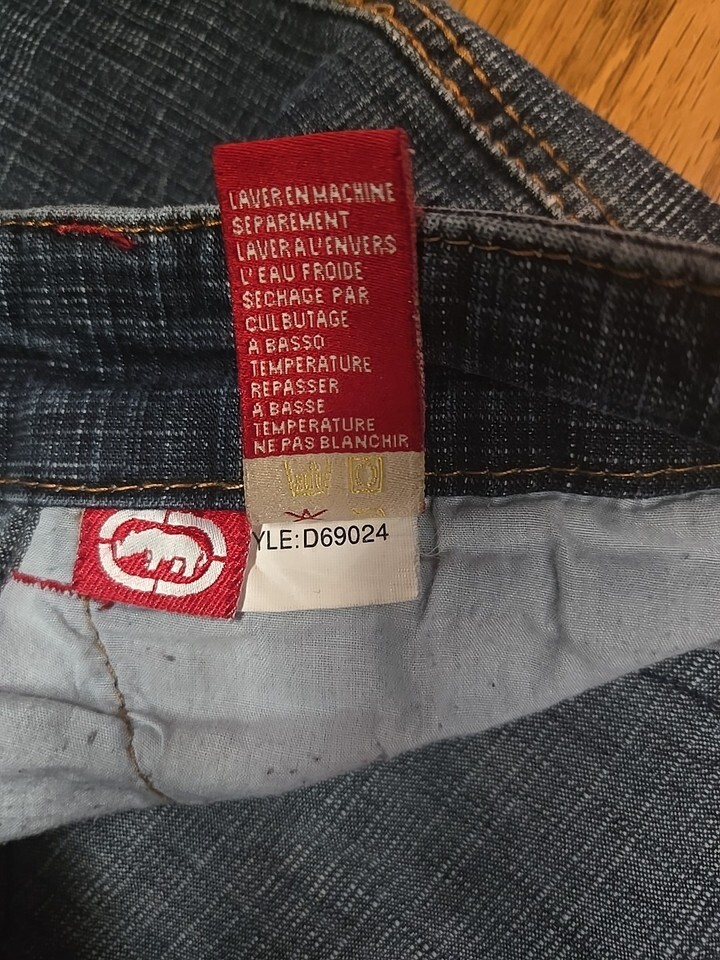 LAVER EN MACHINE
SEPAREMENT
LAVER A L'ENVERS
L'EAU FROIDE
SECHAGE PAR
CULBUTAGE
A BASSO
TEMPERATURE
REPASSER
A BASSE
TEMPERATURE
NE PAS BLANCHIR
YLE: D69024